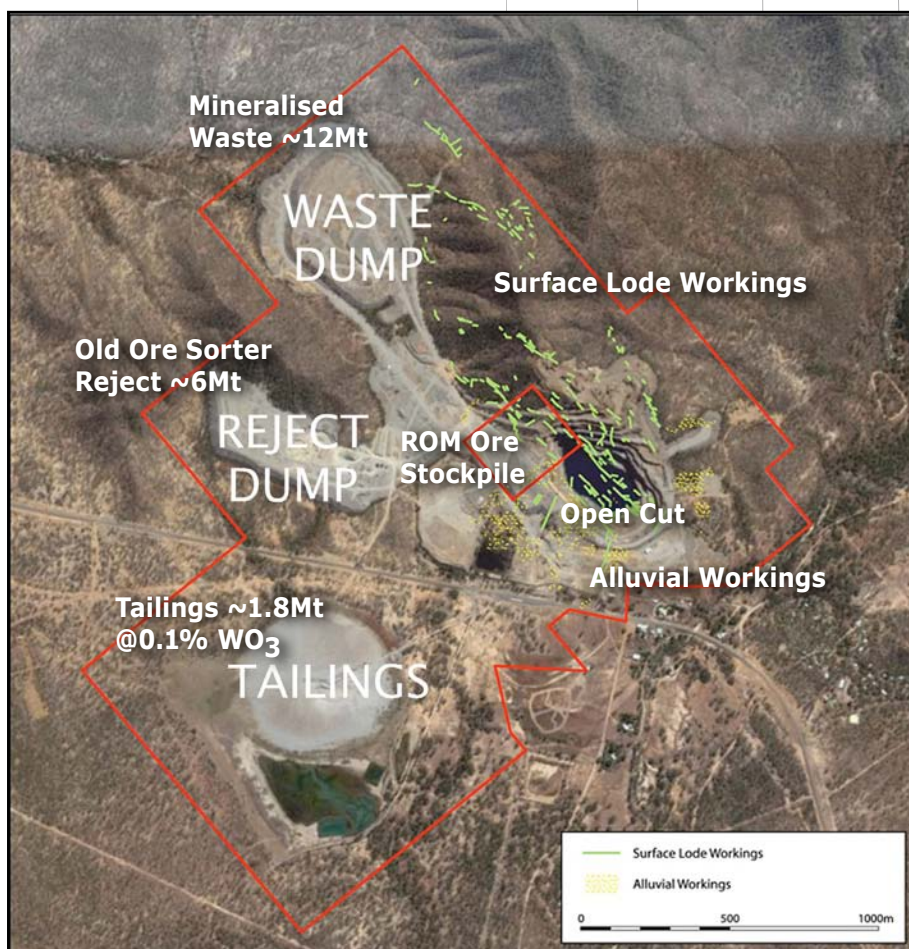 Mineralised
Waste ~12Mt
WASTE
DUMP
Surface Lode Workings
Old Ore Sorter
Reject ~6Mt
REJECT
DUMP
ROM Ore
Stockpile
Open Cut
Alluvial Workings
Tailings ~1.8Mt
@0.1% WO3
TAILINGS
Surface Lode Workings
Alluvial Workings
0 500 1000m